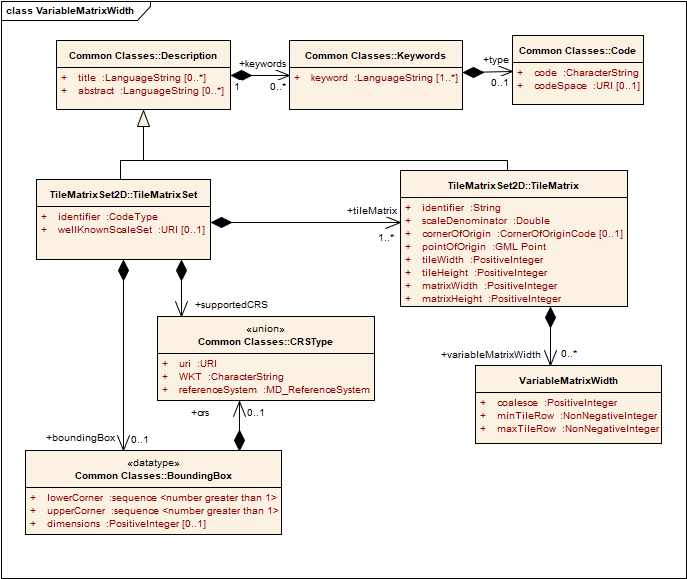 class VariableMatrixWidth
Common Classes::Description
+ title :LanguageString [0..*]
+ abstract :LanguageString [0..*]
+keywords
1
0..*
Common Classes::Keywords
+ keyword :LanguageString [1..*]
+type
0..1
Common Classes::Code
+ code :CharacterString
+ codeSpace :URI [0..1]
TileMatrixSet2D::TileMatrixSet
+ identifier :CodeType
+ wellKnownScaleSet :URI [0..1]
+tileMatrix
1..*
TileMatrixSet2D::TileMatrix
+ identifier :String
+ scaleDenominator :Double
+ cornerOfOrigin :CornerOfOriginCode [0..1]
+ pointOfOrigin :GML Point
+ tileWidth :PositiveInteger
+ tileHeight :PositiveInteger
+ matrixWidth :PositiveInteger
+ matrixHeight :PositiveInteger
+supportedCRS
«union»
Common Classes::CRSType
+ uri :URI
+ WKT :CharacterString
+ referenceSystem :MD_ReferenceSystem
+variableMatrixWidth
0..*
VariableMatrixWidth
+ coalesce :PositiveInteger
+ minTileRow :NonNegativeInteger
+ maxTileRow :NonNegativeInteger
+crs
0..1
+boundingBox
0..1
«datatype»
Common Classes::BoundingBox
+ lowerCorner :sequence <number greater than 1>
+ upperCorner :sequence <number greater than 1>
+ dimensions :PositiveInteger [0..1]